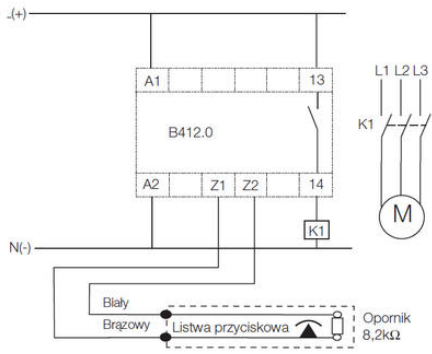 ~(+)
A1
13
L1 L2 L3
K1
B412.0
A2
Z1
Z2
14
M
K1
N(-)
Biały
Brązowy
Listwa przyciskowa
Opornik
8,2kΩ